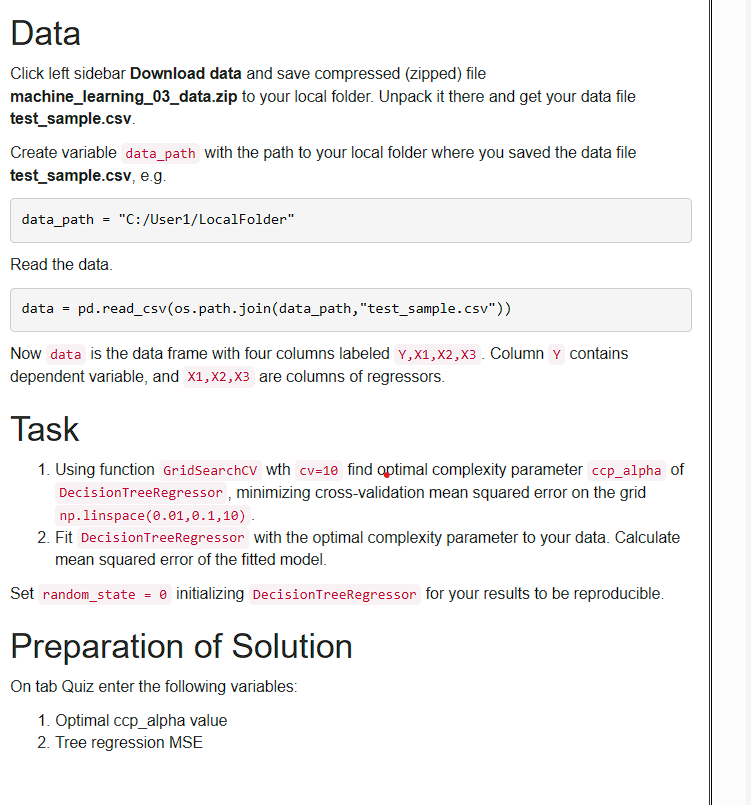 Data
Click left sidebar Download data and save compressed (zipped) file
machine_learning_03_data.zip to your local folder. Unpack it there and get your data file
test_sample.csv.
Create variable data_path with the path to your local folder where you saved the data file
test_sample.csv, e.g.
data_path = "C:/User1/LocalFolder"
Read the data.
data = pd.read_csv(os.path.join(data_path,"test_sample.csv"))
Now data is the data frame with four columns labeled Y,X1,X2,X3. Column Y contains
dependent variable, and X1,X2,X3 are columns of regressors.
Task
1. Using function GridSearchCV wth cv=10 find optimal complexity parameter ccp_alpha of
DecisionTreeRegressor, minimizing cross-validation mean squared error on the grid
np.linspace(0.01,0.1,10).
2. Fit DecisionTreeRegressor with the optimal complexity parameter to your data. Calculate
mean squared error of the fitted model.
Set random_state = 0 initializing DecisionTreeRegressor for your results to be reproducible.
Preparation of Solution
On tab Quiz enter the following variables:
1. Optimal ccp_alpha value
2. Tree regression MSE